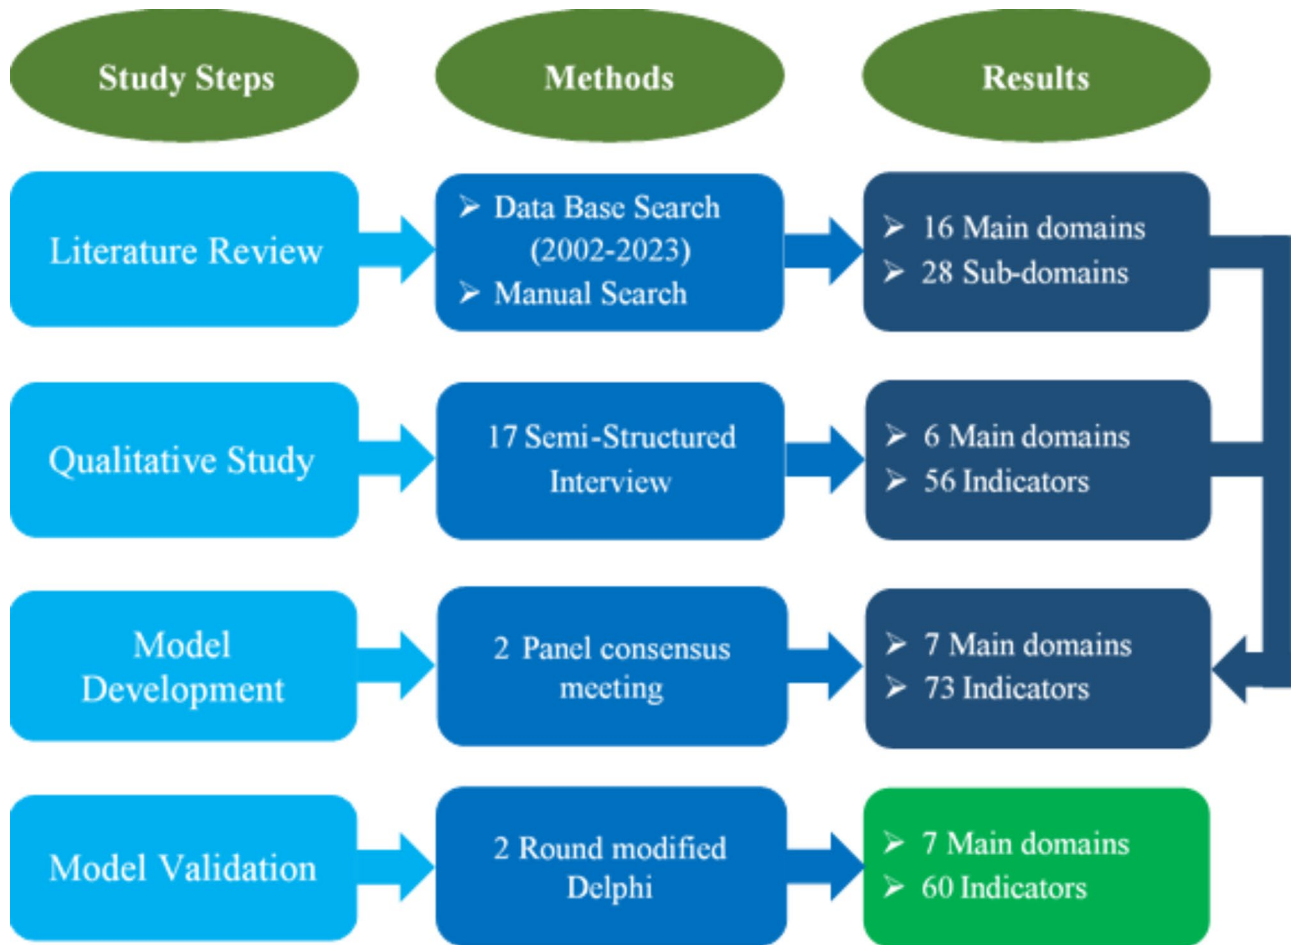 Study Steps
Methods
Results
Literature Review
➢ Data Base Search
(2002-2023)
➢ Manual Search
➢ 16 Main domains
➢ 28 Sub-domains
Qualitative Study
17 Semi-Structured
Interview
➢ 6 Main domains
➢ 56 Indicators
Model
Development
2 Panel consensus
meeting
➢ 7 Main domains
➢ 73 Indicators
Model Validation
2 Round modified
Delphi
➢ 7 Main domains
➢ 60 Indicators